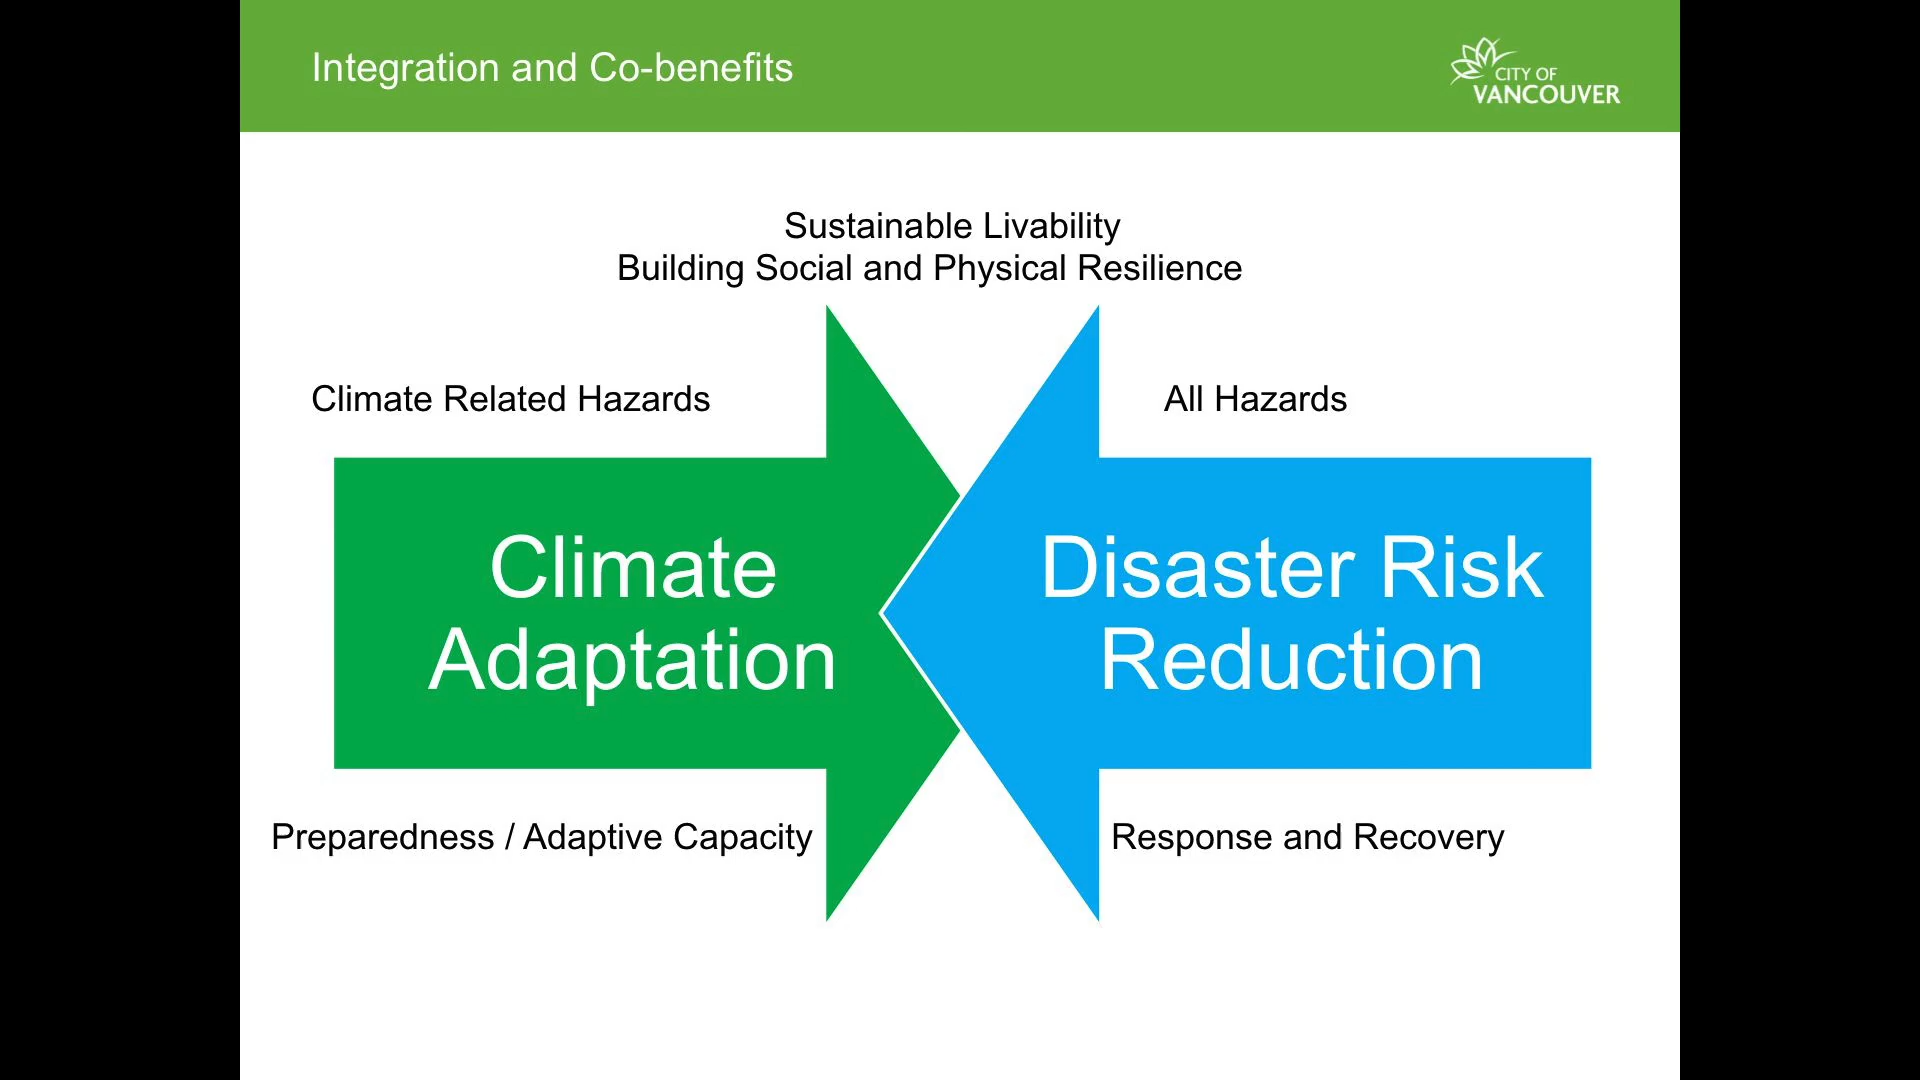 Integration and Co-benefits
CITY OF
VANCOUVER
Sustainable Livability
Building Social and Physical Resilience
Climate Related Hazards
All Hazards
Climate
Adaptation
Disaster Risk
Reduction
Preparedness / Adaptive Capacity
Response and Recovery